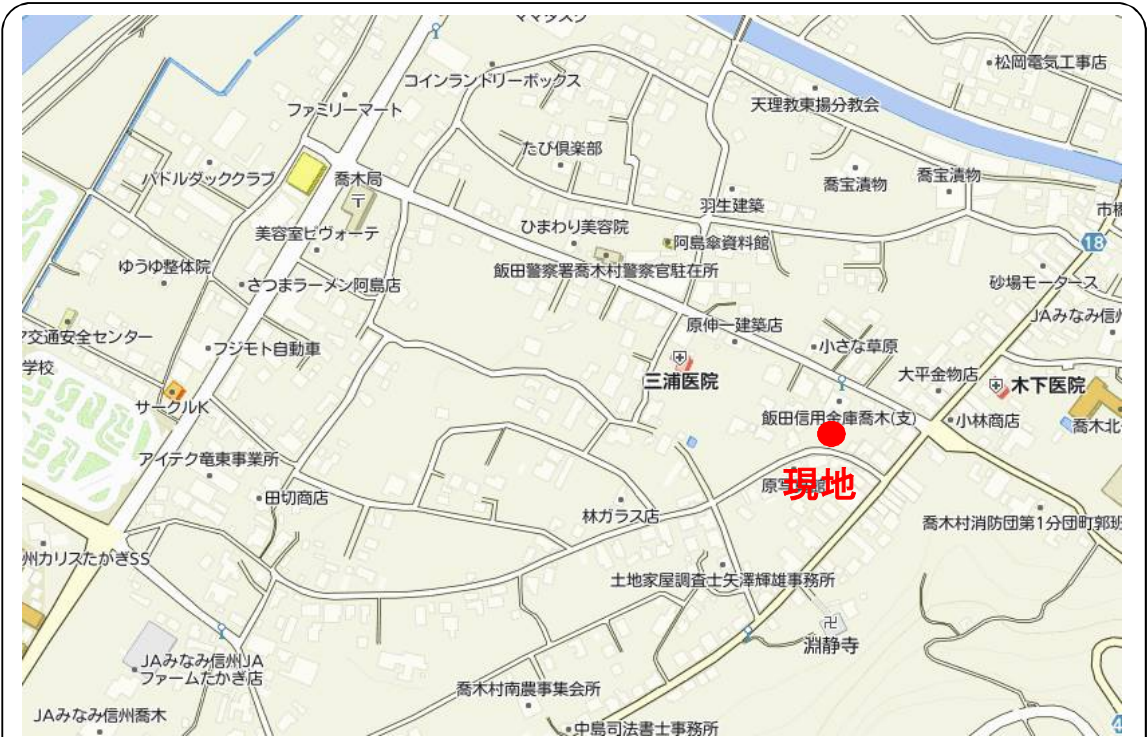 ママダスク
松岡電気工事店
コインランドリーボックス
天理教東揚分教会
ファミリーマート
たび倶楽部
パドルダッククラブ
喬木局
〒
喬宝漬物
喬宝漬物
羽生建築
市橋
ひまわり美容院
美容室ヴィヴォーテ
阿島傘資料館
18
ゆうゆ整体院
飯田警察署喬木村警察官駐在所
さつまラーメン阿島店
砂場モータース
JAみなみ信州
原伸一建築店
ア交通安全センター
フジモト自動車
小さな草原
学校
三浦医院
大平金物店
木下医院
サークルK
飯田信用金庫喬木(支)
小林商店
喬木北
アイテク竜東事業所
現地
田切商店
林ガラス店
喬木村消防団第1分団町郭班
州カリスたかぎSS
土地家屋調査士矢澤輝雄事務所
卍
淵静寺
JAみなみ信州JA
ファームたかぎ店
喬木村南農事集会所
JAみなみ信州喬木
中島司法書士事務所